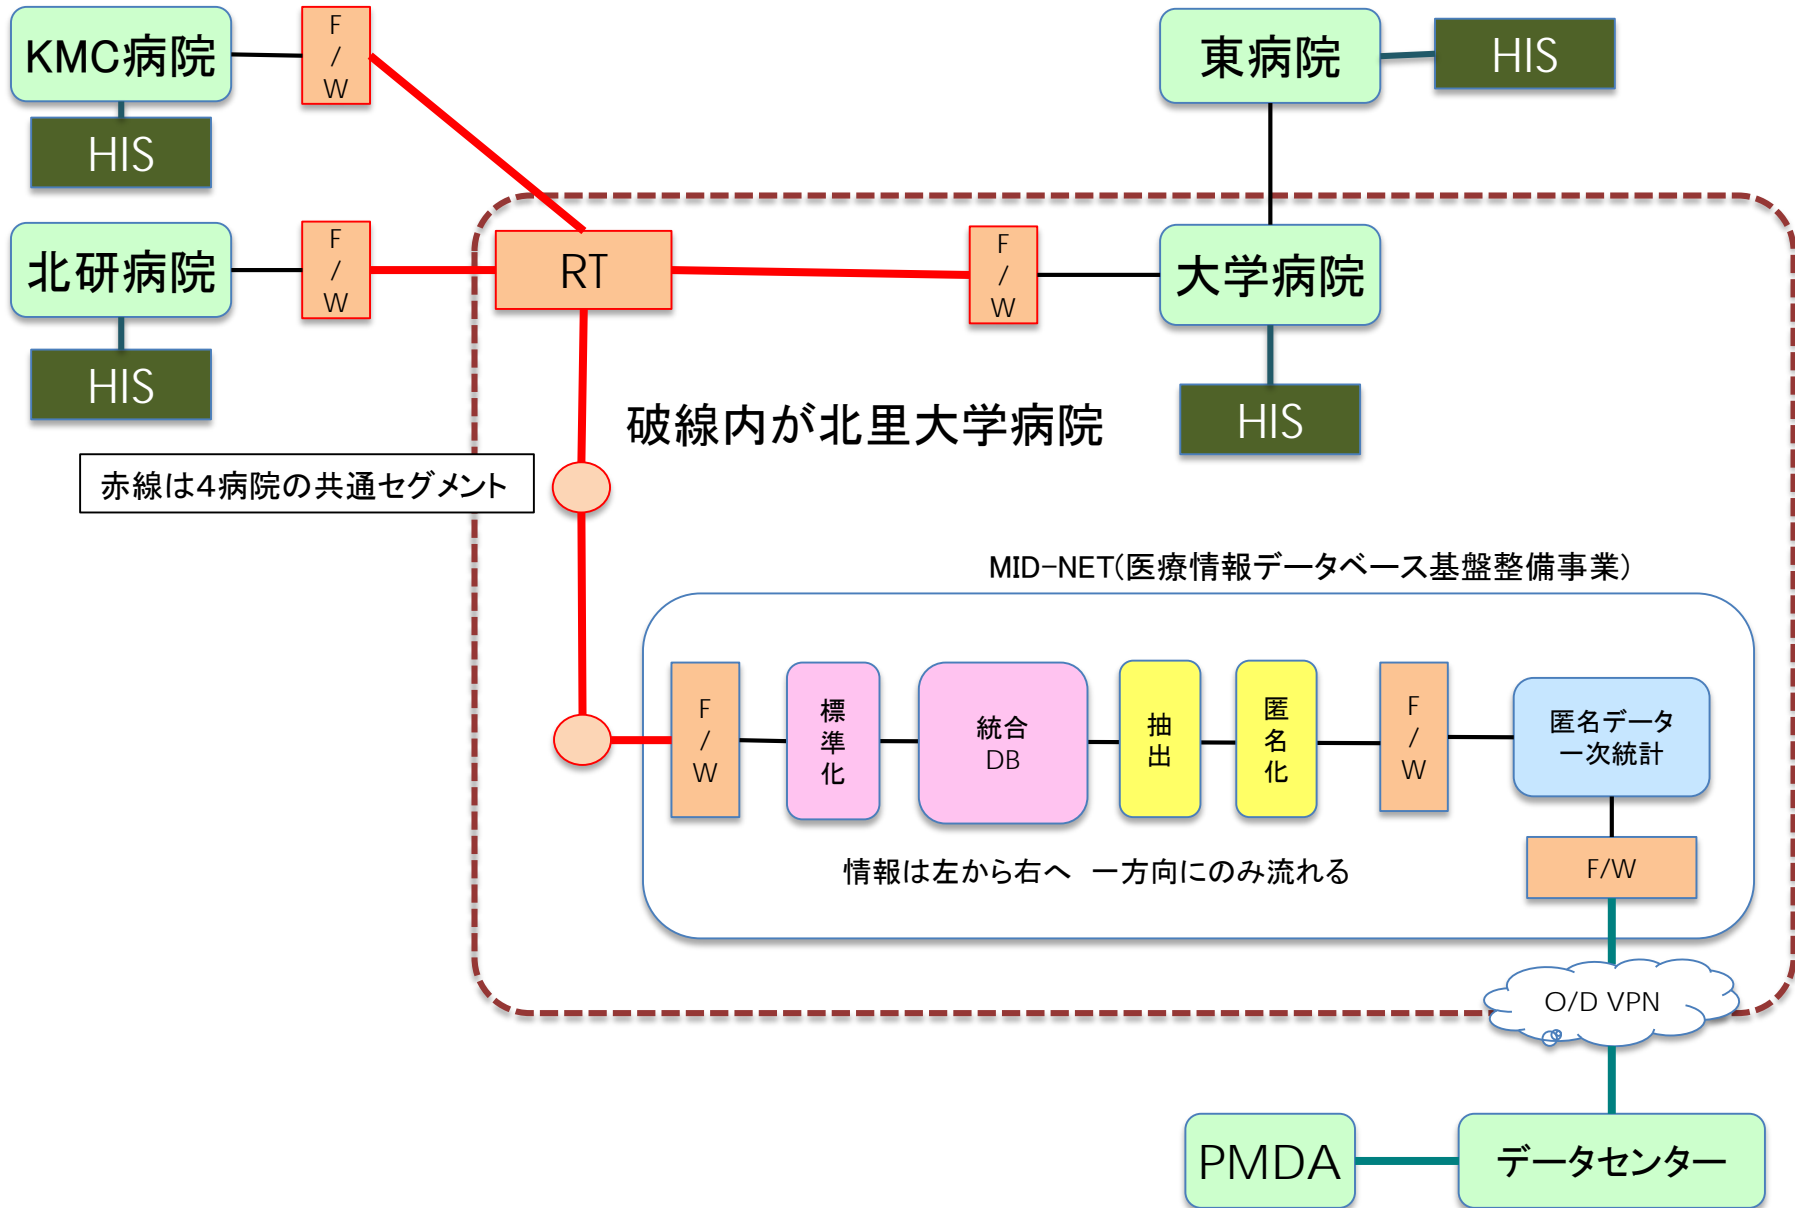 KMC病院
F
/
W
東病院
HIS
HIS
北研病院
F
/
W
RT
F
/
W
大学病院
HIS
HIS
破線内が北里大学病院
赤線は4病院の共通セグメント
MID-NET(医療情報データベース基盤整備事業)
F
/
W
標
準
化
統合
DB
抽
出
匿
名
化
F
/
W
匿名データ
一次統計
情報は左から右へ 一方向にのみ流れる
F/W
O/D VPN
PMDA
データセンター